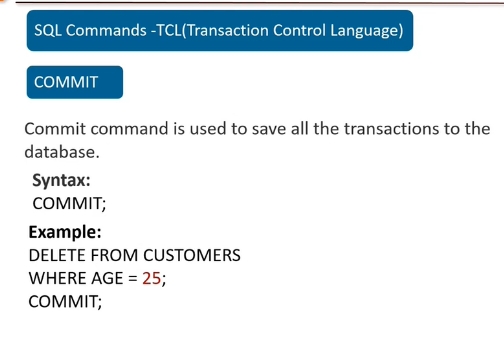 SQL Commands -TCL(Transaction Control Language)
COMMIT
Commit command is used to save all the transactions to the
database.
Syntax:
COMMIT;
Example:
DELETE FROM CUSTOMERS
WHERE AGE = 25;
COMMIT;